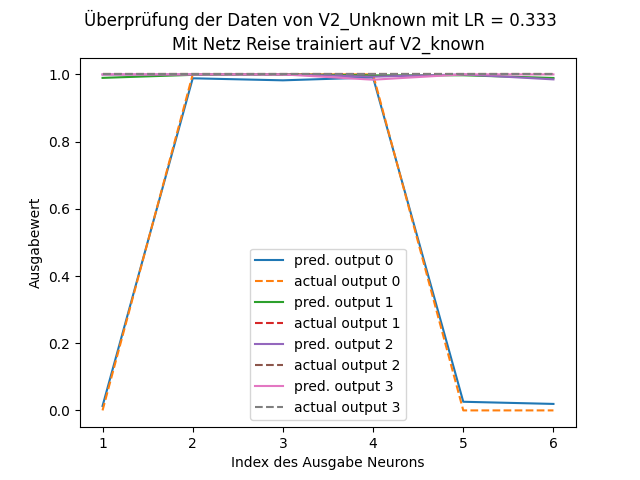 Überprüfung der Daten von V2_Unknown mit LR = 0.333
Mit Netz Reise trainiert auf V2_known
1.0
0.8
0.6
0.4
0.2
0.0
Ausgabewert
pred. output 0
actual output 0
pred. output 1
actual output 1
pred. output 2
actual output 2
pred. output 3
actual output 3
1 2 3 4 5 6
Index des Ausgabe Neurons